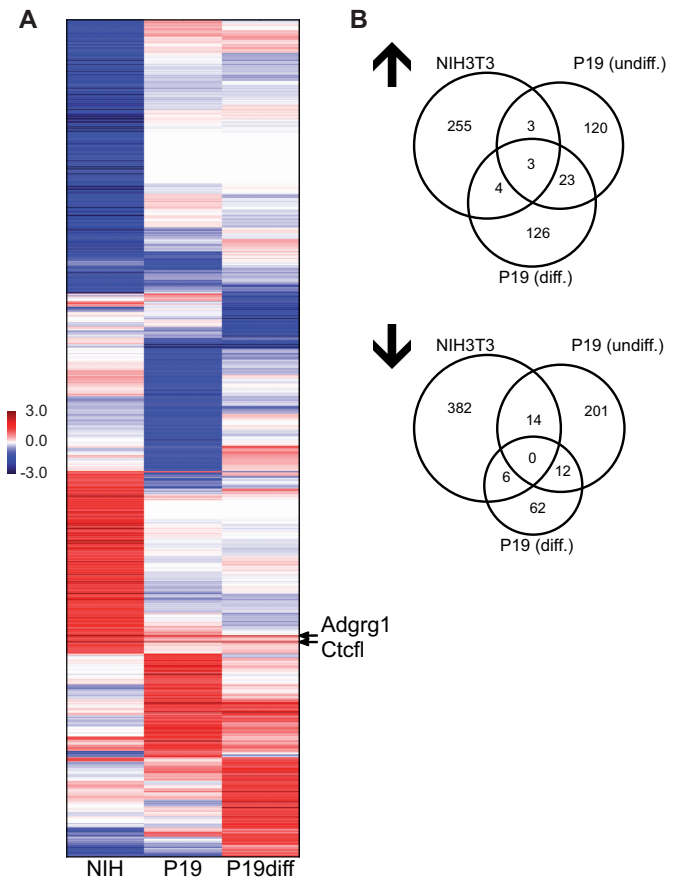 A
3.0
0.0
-3.0
Adgrg1
Ctcfl
NIH P19 P19diff
B
NIH3T3
P19 (undiff.)
255
3
120
3
4
23
126
P19 (diff.)
NIH3T3
P19 (undiff.)
382
14
201
0
6
12
62
P19 (diff.)